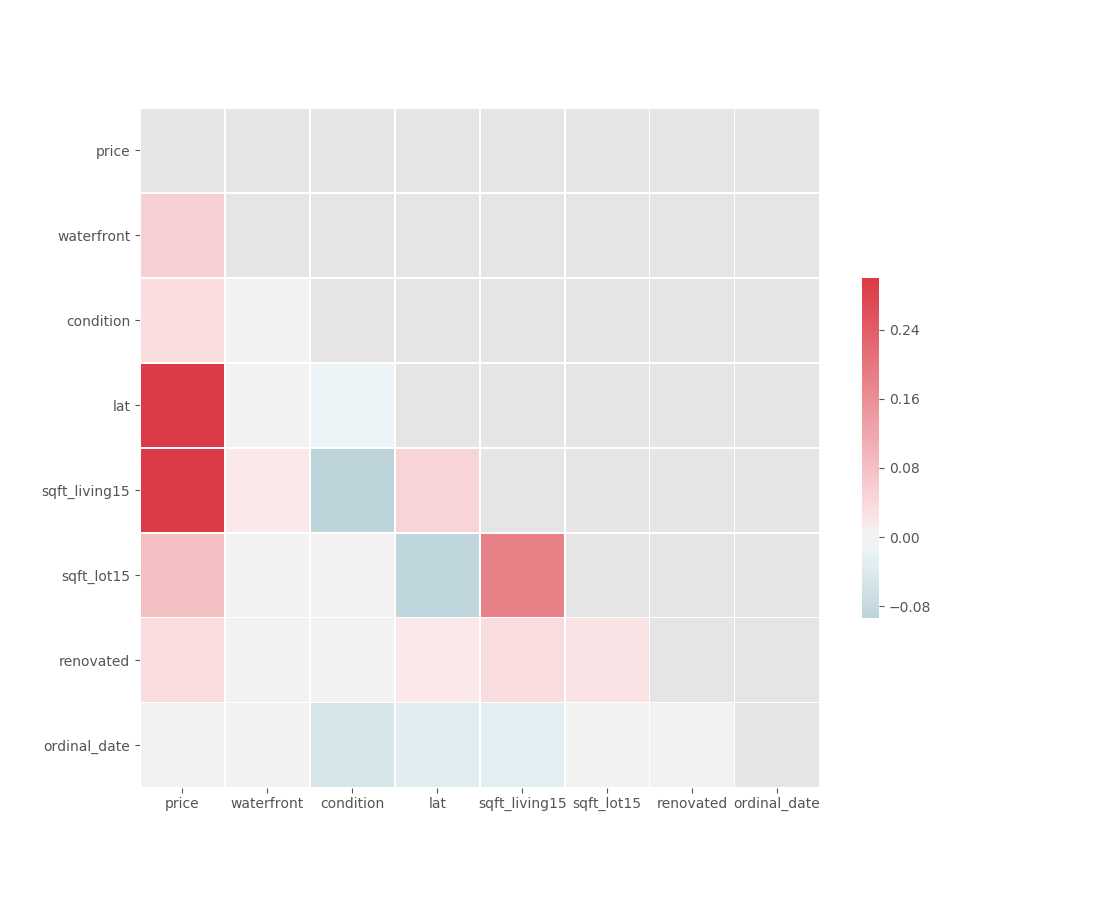 price
waterfront
condition
lat
sqft_living15
sqft_lot15
renovated
ordinal_date
price waterfront condition lat sqft_living15 sqft_lot15 renovated ordinal_date
0.24
0.16
0.08
0.00
−0.08